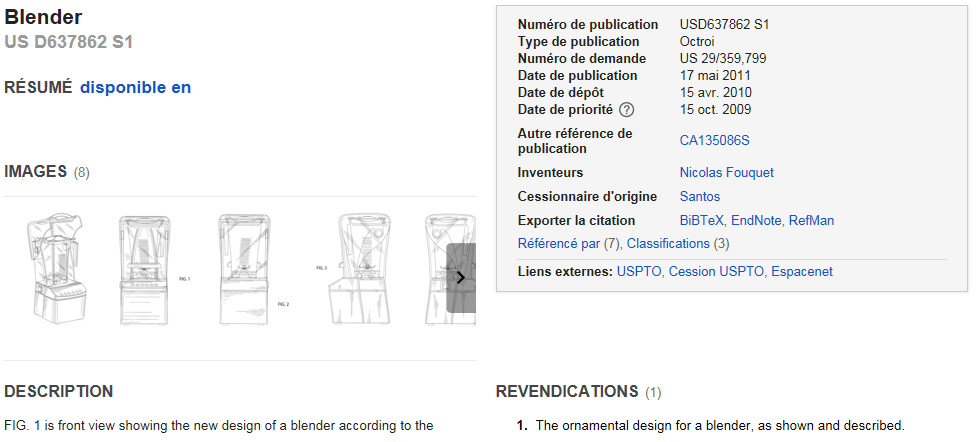 Blender
US D637862 S1
RÉSUMÉ disponible en
IMAGES (8)
FIG. 1
FIG. 2
FIG. 3
DESCRIPTION
FIG. 1 is front view showing the new design of a blender according to the
Numéro de publication USD637862 S1
Type de publication Octroi
Numéro de demande US 29/359,799
Date de publication 17 mai 2011
Date de dépôt 15 avr. 2010
Date de priorité ? 15 oct. 2009
Autre référence de
publication CA135086S
Inventeurs Nicolas Fouquet
Cessionnaire d'origine Santos
Exporter la citation BiBTeX, EndNote, RefMan
Référencé par (7), Classifications (3)
Liens externes: USPTO, Cession USPTO, Espacenet
REVENDICATIONS (1)
1. The ornamental design for a blender, as shown and described.